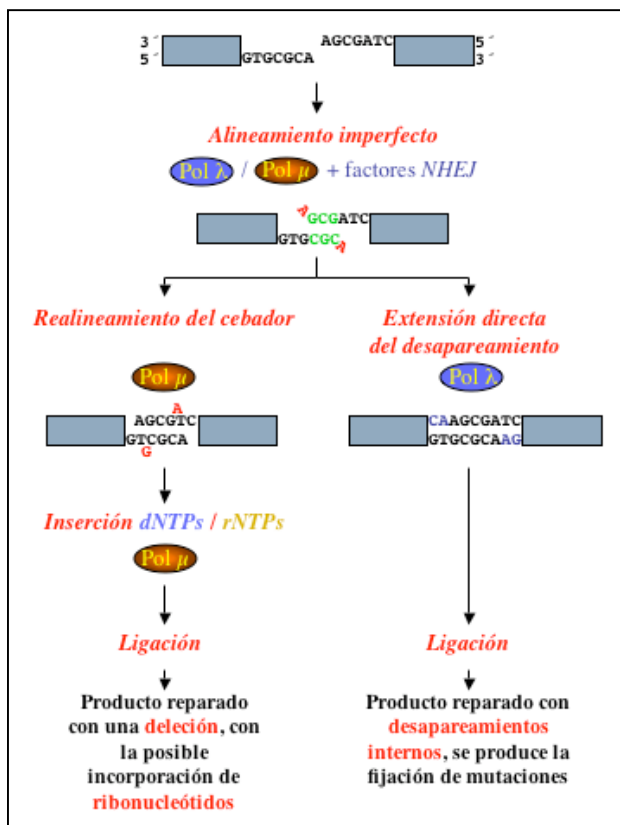 3´ AGCGATC 5´
5´ GTGCGCA 3´
Alineamiento imperfecto
Pol λ / Pol μ + factores NHEJ
AGCGATC
GTGCGCA
Realineamiento del cebador
Extensión directa
del desapareamiento
Pol μ
Pol λ
A
AGCGTC
GTCGCA
G
CAAGCGATC
GTGCGCAAG
Inserción dNTPs / rNTPs
Pol μ
Ligación
Ligación
Producto reparado
con una deleción, con
la posible
incorporación de
ribonucleótidos
Producto reparado con
desapareamientos
internos, se produce la
fijación de mutaciones